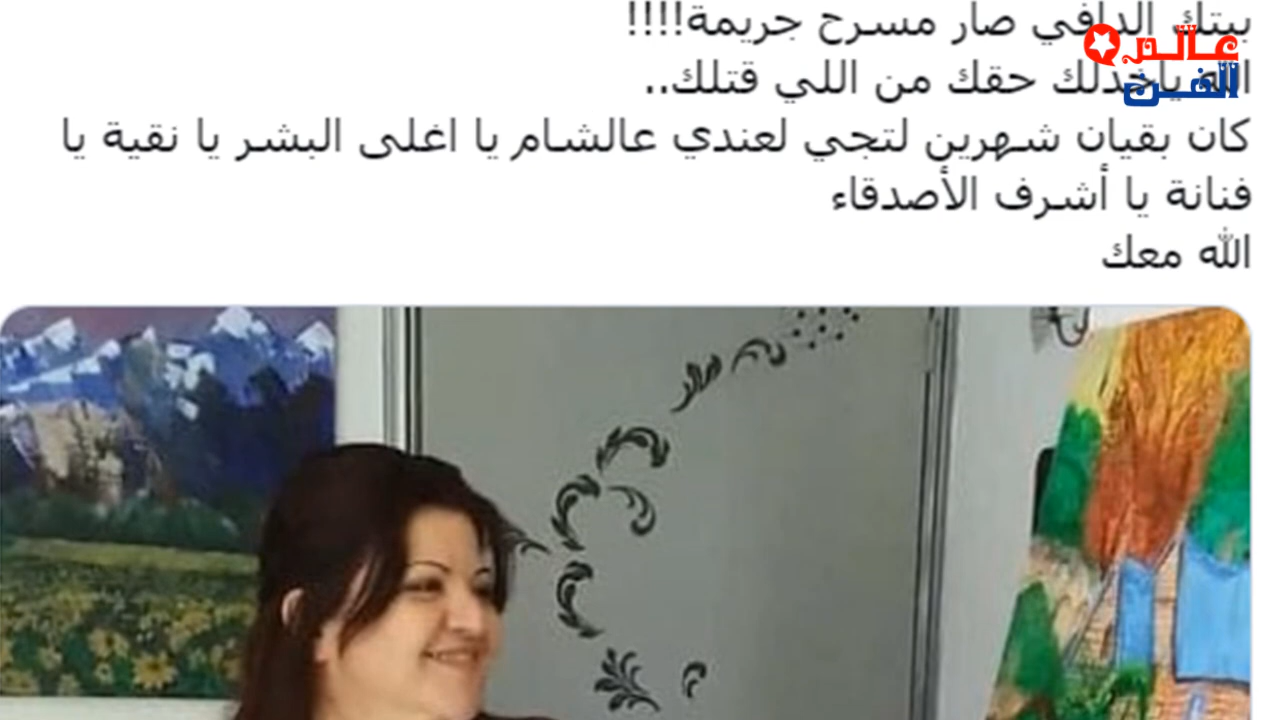 بيتك الدافي صار مسرح جريمة!!!!
الله ياخدلك حقك من اللي قتلك..
كان بقيان شهرين لتجي لعندي عالشام يا اغلى البشر يا نقية يا
فنانة يا أشرف الأصدقاء
الله معك
عالم
الفن